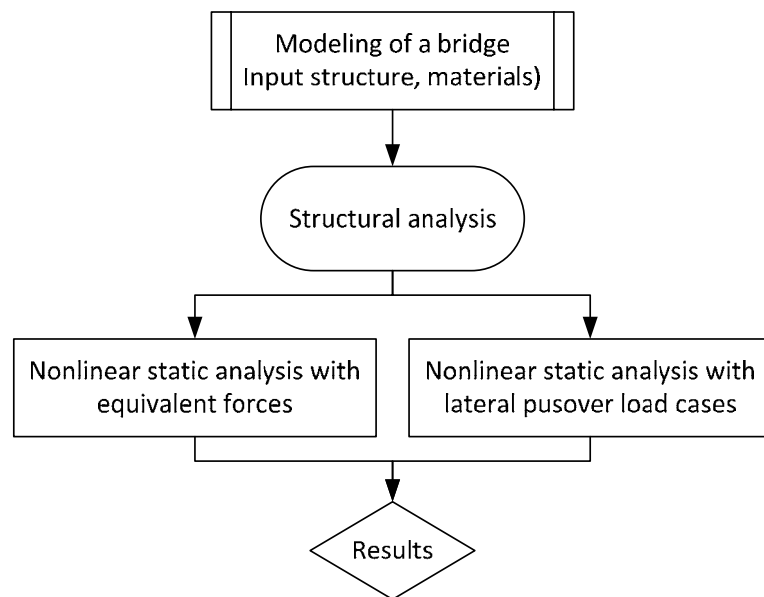 Modeling of a bridge
Input structure, materials)
Structural analysis
Nonlinear static analysis with
equivalent forces
Nonlinear static analysis with
lateral pusover load cases
Results